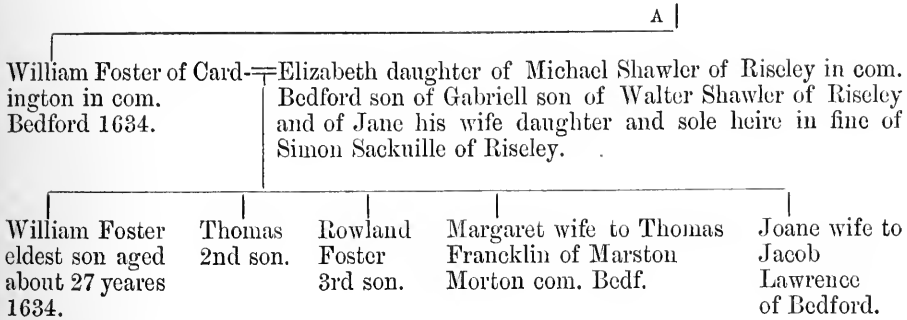 A
William Foster of Card-
ington in com.
Bedford 1634.
Elizabeth daughter of Michael Shawler of Riseley in com.
Bedford son of Gabriell son of Walter Shawler of Riseley
and of Jane his wife daughter and sole heire in fine of
Simon Sackuille of Riseley.
William Foster
eldest son aged
about 27 yeares
1634.
Thomas
2nd son.
Rowland
Foster
3rd son.
Margaret wife to Thomas
Francklin of Marston
Morton com. Bedf.
Joane wife to
Jacob
Lawrence
of Bedford.